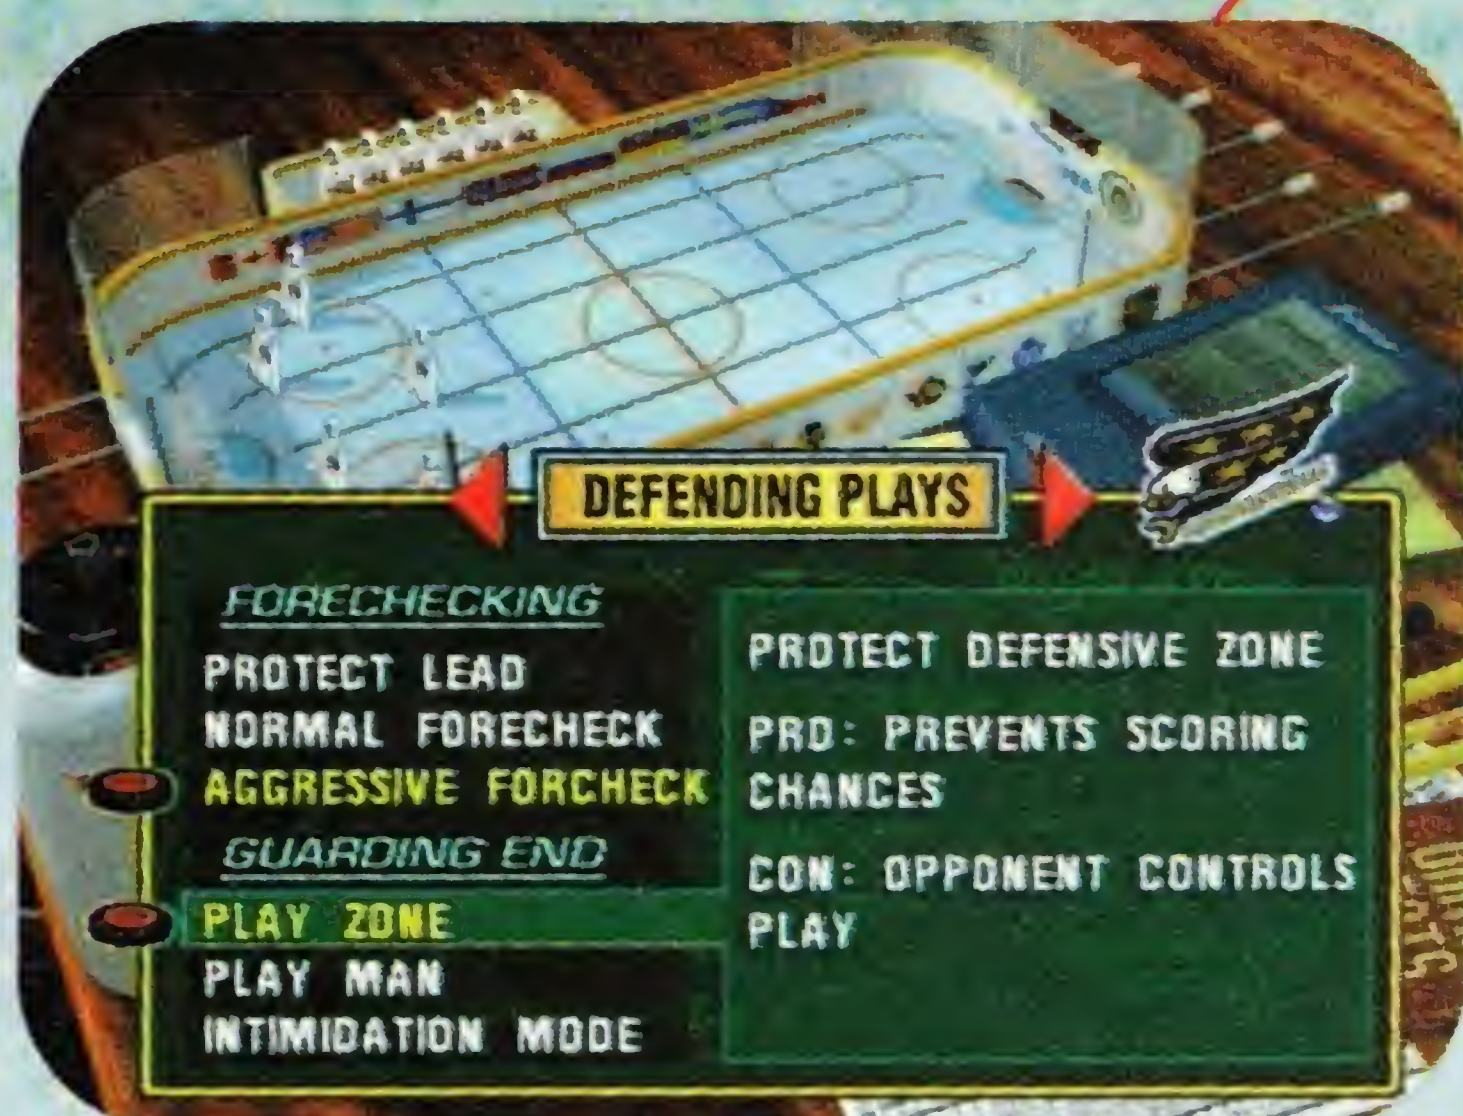 DEFENDING PLAYS
FORECHECKING
PROTECT LEAD
NORMAL FORECHECK
AGGRESSIVE FORCHECK
GUARDING END
PLAY ZONE
PLAY MAN
INTIMIDATION MODE
PROTECT DEFENSIVE ZONE
PRO: PREVENTS SCORING
CHANCES
CON: OPPONENT CONTROLS
PLAY